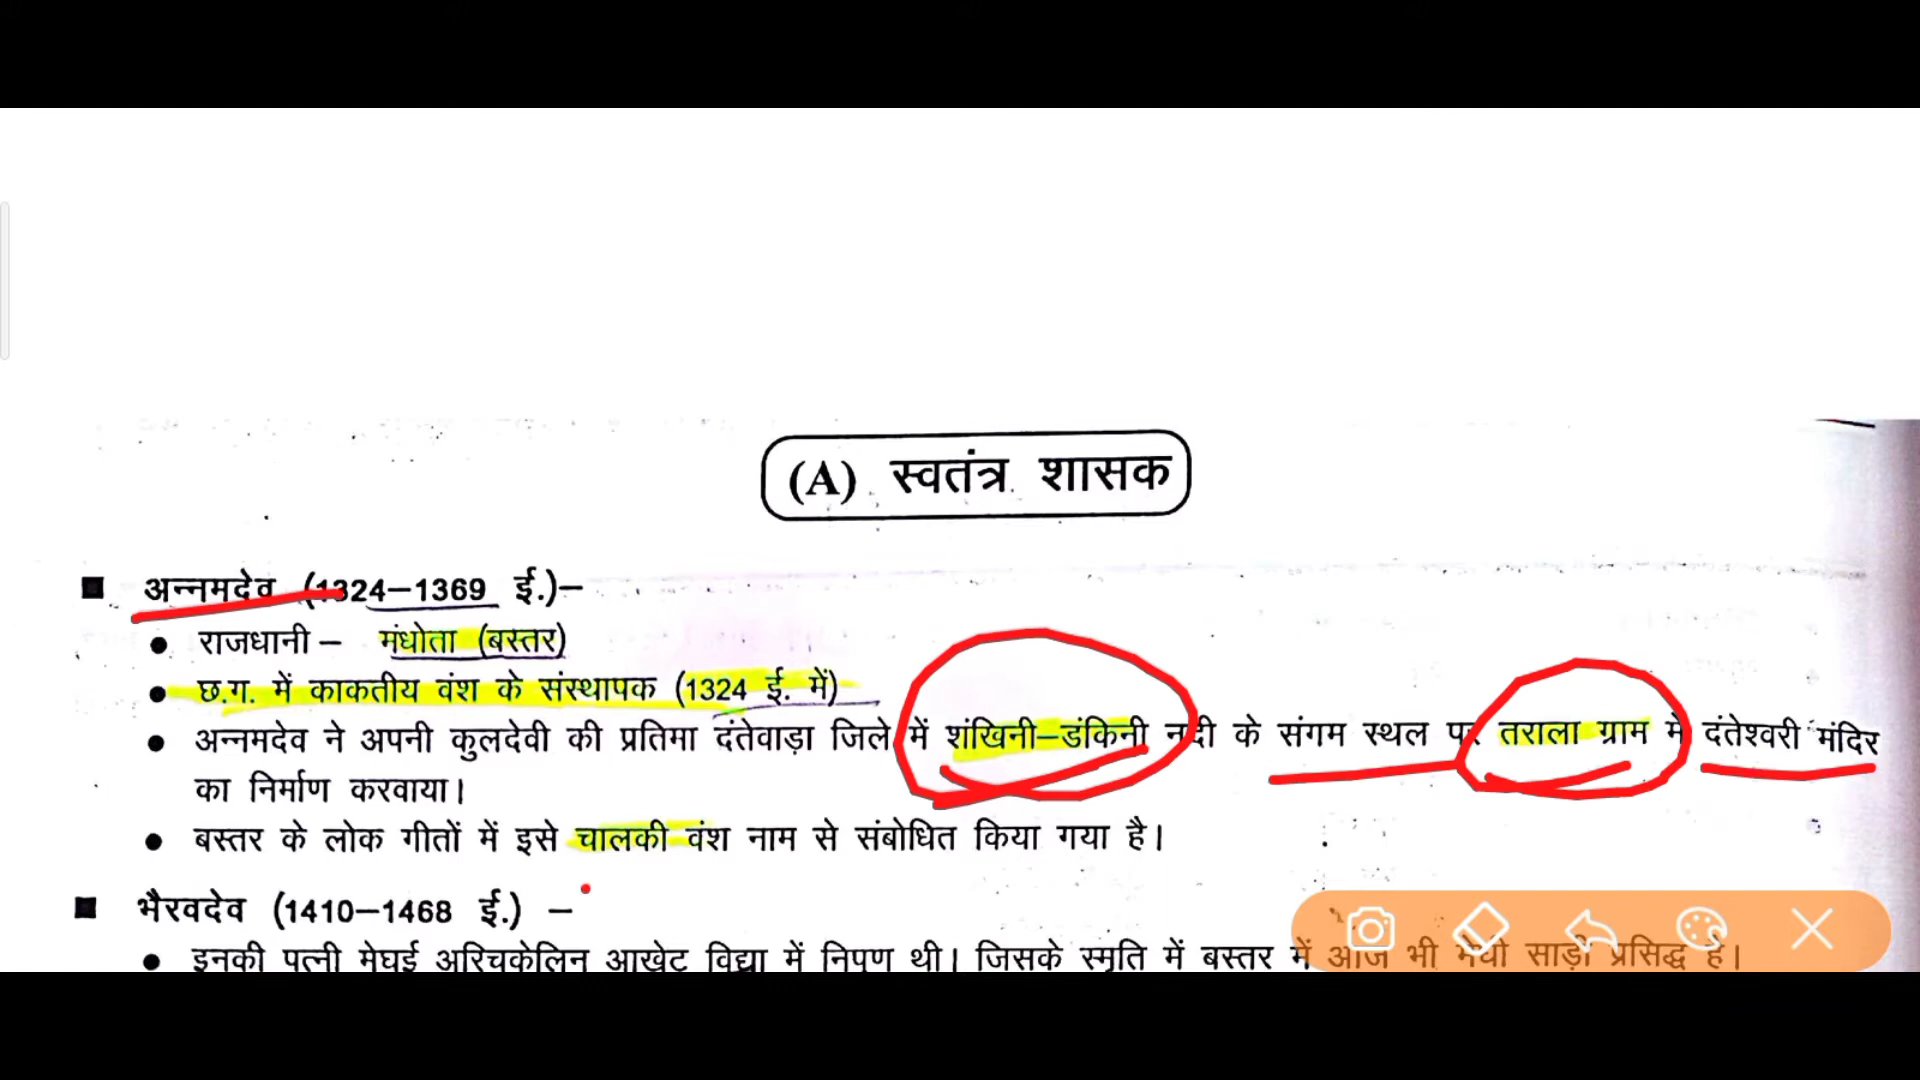 (A) स्वतंत्र शासक
■ अन्नमदेव (1324–1369 ई.)–
● राजधानी – मंधोता (बस्तर)
● छ.ग. में काकतीय वंश के संस्थापक (1324 ई. में)
● अन्नमदेव ने अपनी कुलदेवी की प्रतिमा दंतेवाड़ा जिले में शंखिनी–डंकिनी नदी के संगम स्थल पर तराला ग्राम में दंतेश्वरी मंदिर
का निर्माण करवाया।
● बस्तर के लोक गीतों में इसे चालकी वंश नाम से संबोधित किया गया है।
■ भैरवदेव (1410–1468 ई.) –
● इनकी पत्नी मेघई अरिचकेलिन आखेट विद्या में निपुण थी। जिसके स्मृति में बस्तर में आज भी मेघी साड़ी प्रसिद्ध है।